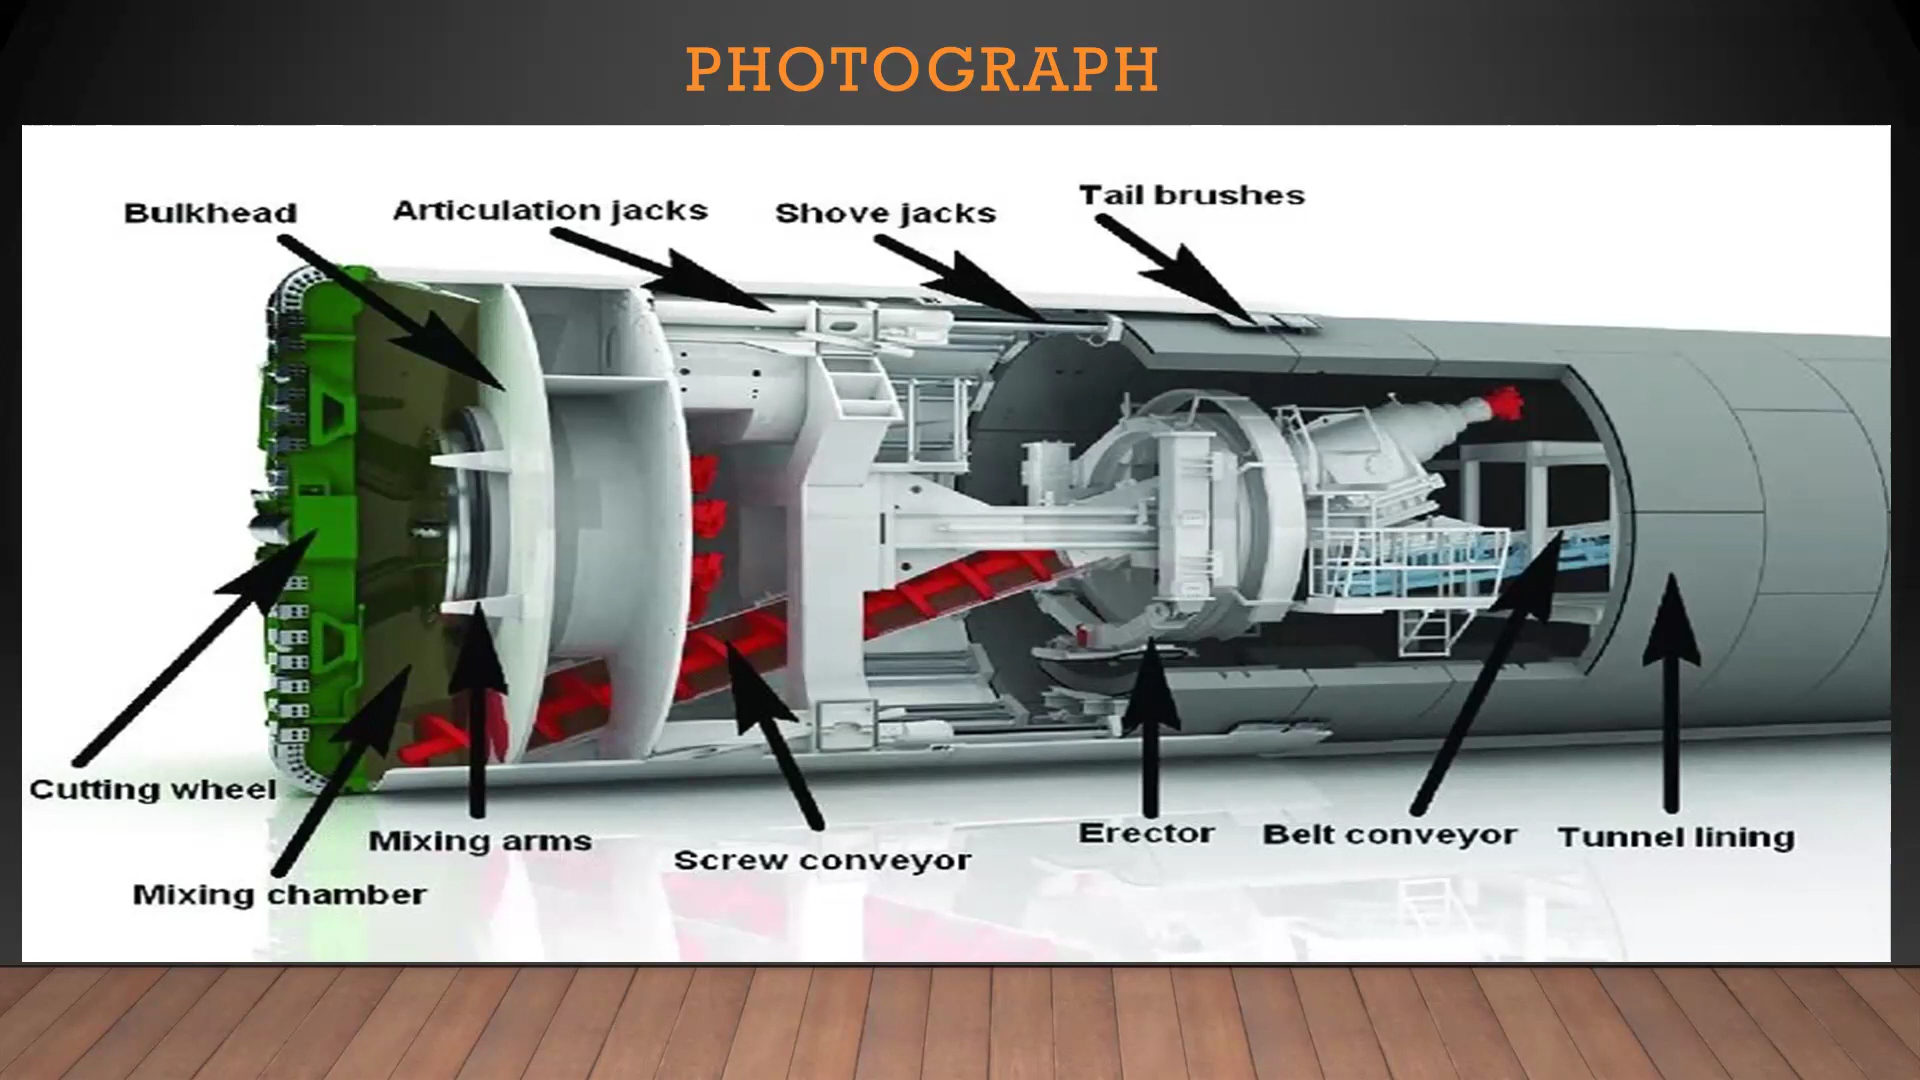 PHOTOGRAPH
Bulkhead
Articulation jacks
Shove jacks
Tail brushes
Cutting wheel
Mixing chamber
Mixing arms
Screw conveyor
Erector
Belt conveyor
Tunnel lining